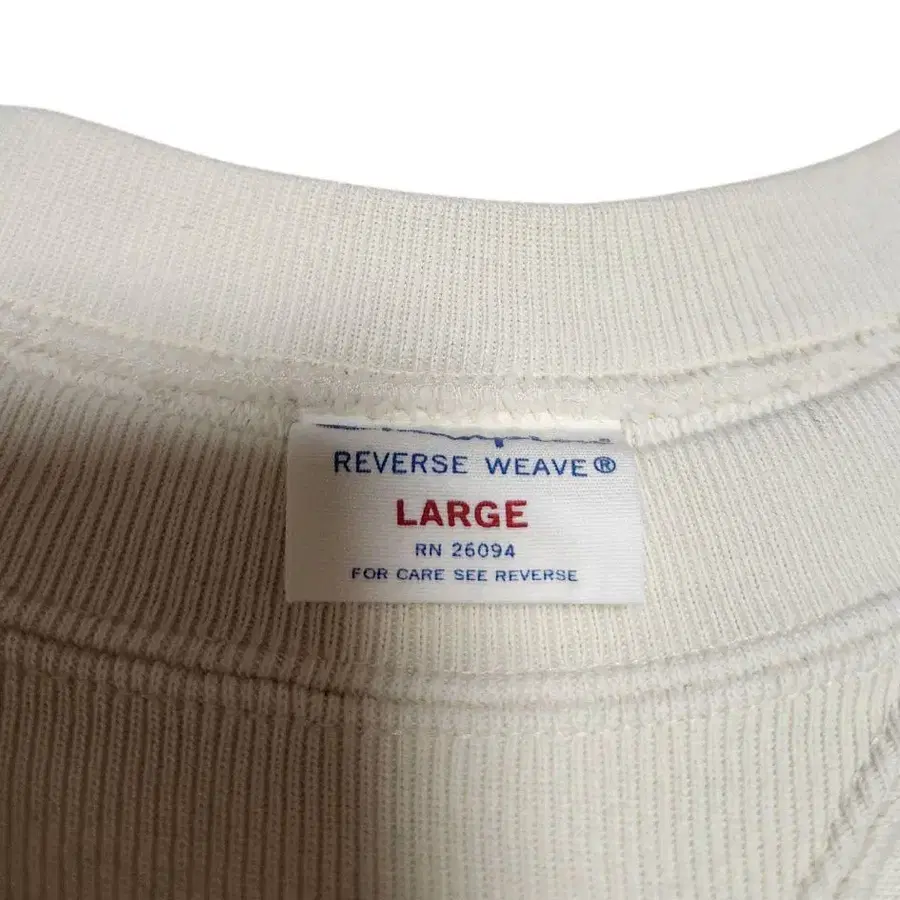 REVERSE WEAVE®
LARGE
RN 26094
FOR CARE SEE REVERSE